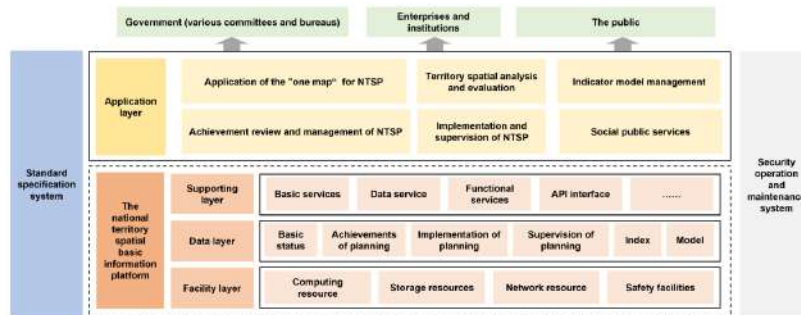 Government (various committees and bureaus)
Enterprises and
institutions
The public
Standard
specification
system
Application
layer
Application of the "one map" for NTSP
Territory spatial analysis
and evaluation
Indicator model management
Achievement review and management of NTSP
Implementation and
supervision of NTSP
Social public services
The
national
territory
spatial
basic
information
platform
Supporting
layer
Basic services
Data service
Functional
services
API interface
......
Data layer
Basic
status
Achievements
of planning
Implementation of
planning
Supervision of
planning
Index
Model
Facility layer
Computing
resource
Storage resources
Network resource
Safety facilities
Security
operation
and
maintenance
system